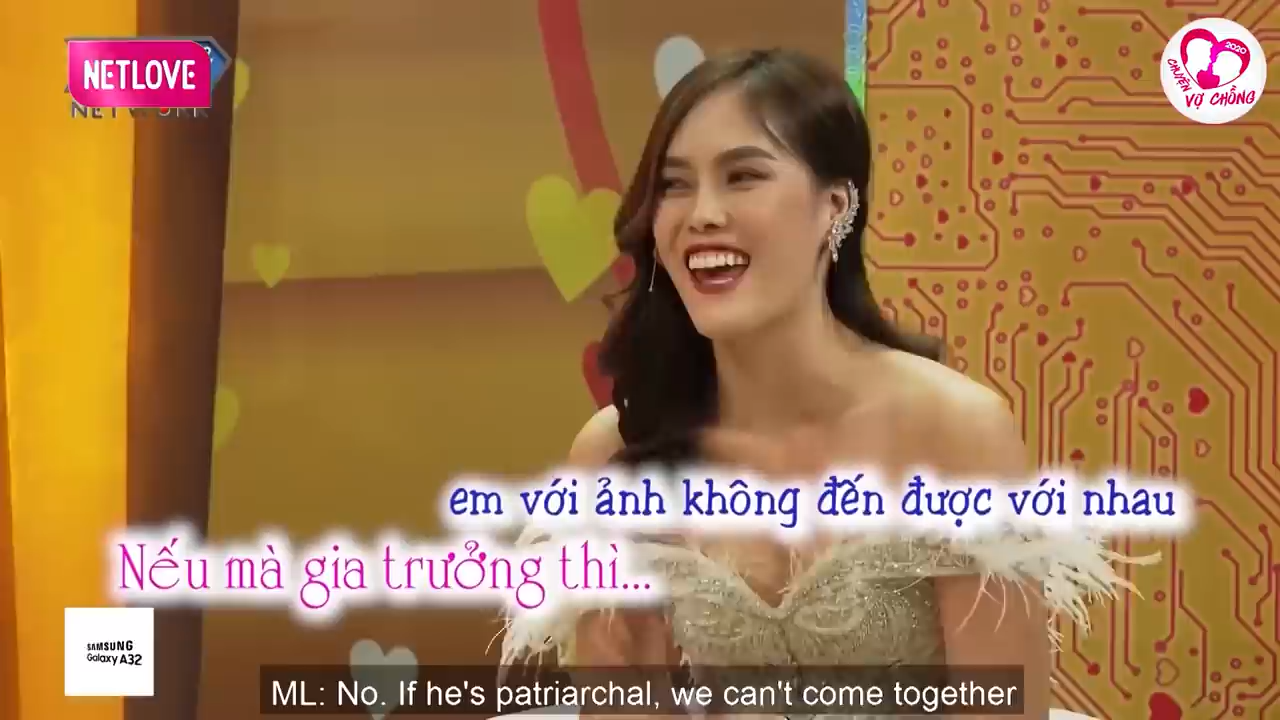 NETLOVE
NETWORK
2020
CHUYỆN
VỢ CHỒNG
em với ảnh không đến được với nhau
Nếu mà gia trưởng thì...
SAMSUNG
Galaxy A32
ML: No. If he's patriarchal, we can't come together